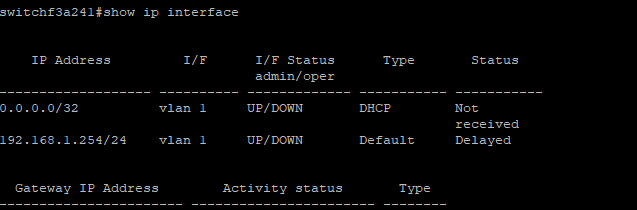 switchf3a241#show ip interface
IP Address I/F I/F Status Type Status
admin/oper
------------------- ---------- ------------- ----------- -----------
0.0.0.0/32 vlan 1 UP/DOWN DHCP Not
received
192.168.1.254/24 vlan 1 UP/DOWN Default Delayed
Gateway IP Address Activity status Type
----------------------- ----------------------- --------